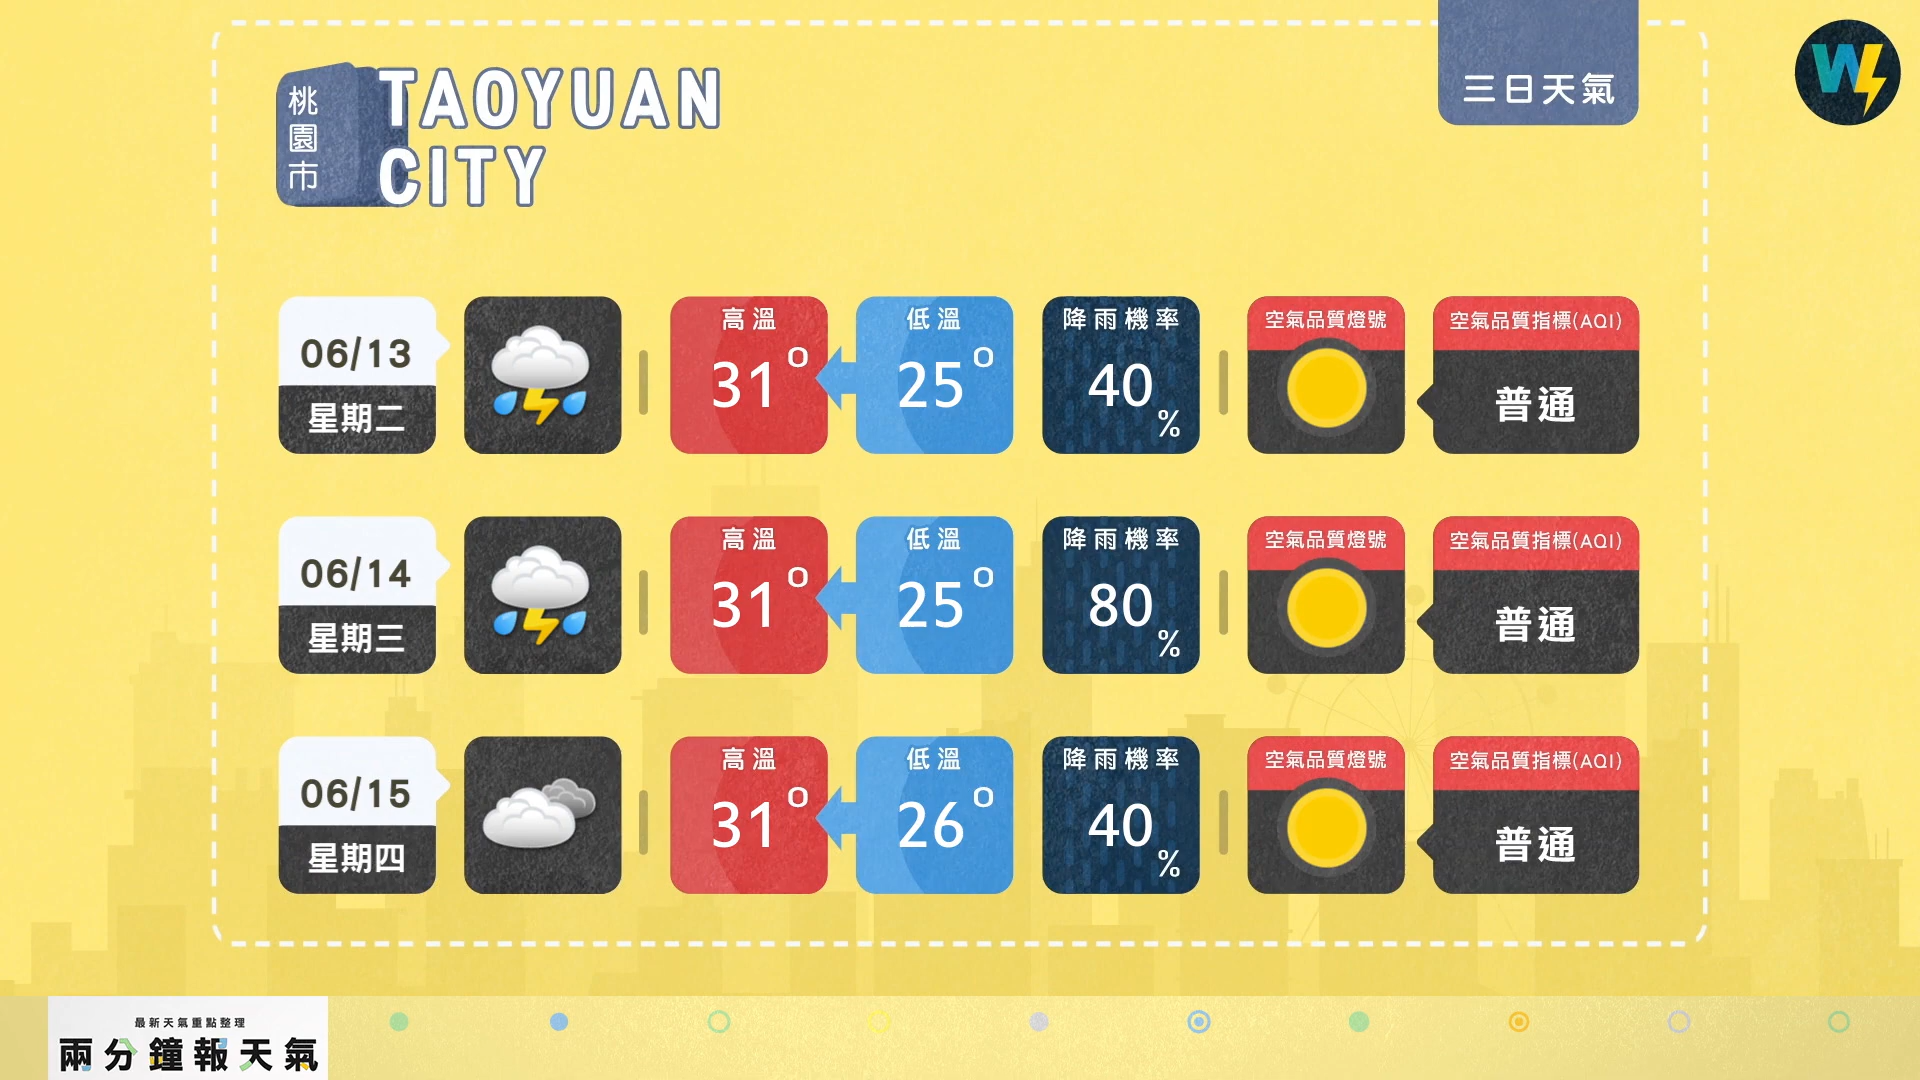 桃園市
TAOYUAN
CITY
三日天氣
W
06/13
星期二
高溫
31°
低溫
25°
降雨機率
40%
空氣品質燈號
空氣品質指標(AQI)
普通
06/14
星期三
高溫
31°
低溫
25°
降雨機率
80%
空氣品質燈號
空氣品質指標(AQI)
普通
06/15
星期四
高溫
31°
低溫
26°
降雨機率
40%
空氣品質燈號
空氣品質指標(AQI)
普通
最新天氣重點整理
兩分鐘報天氣